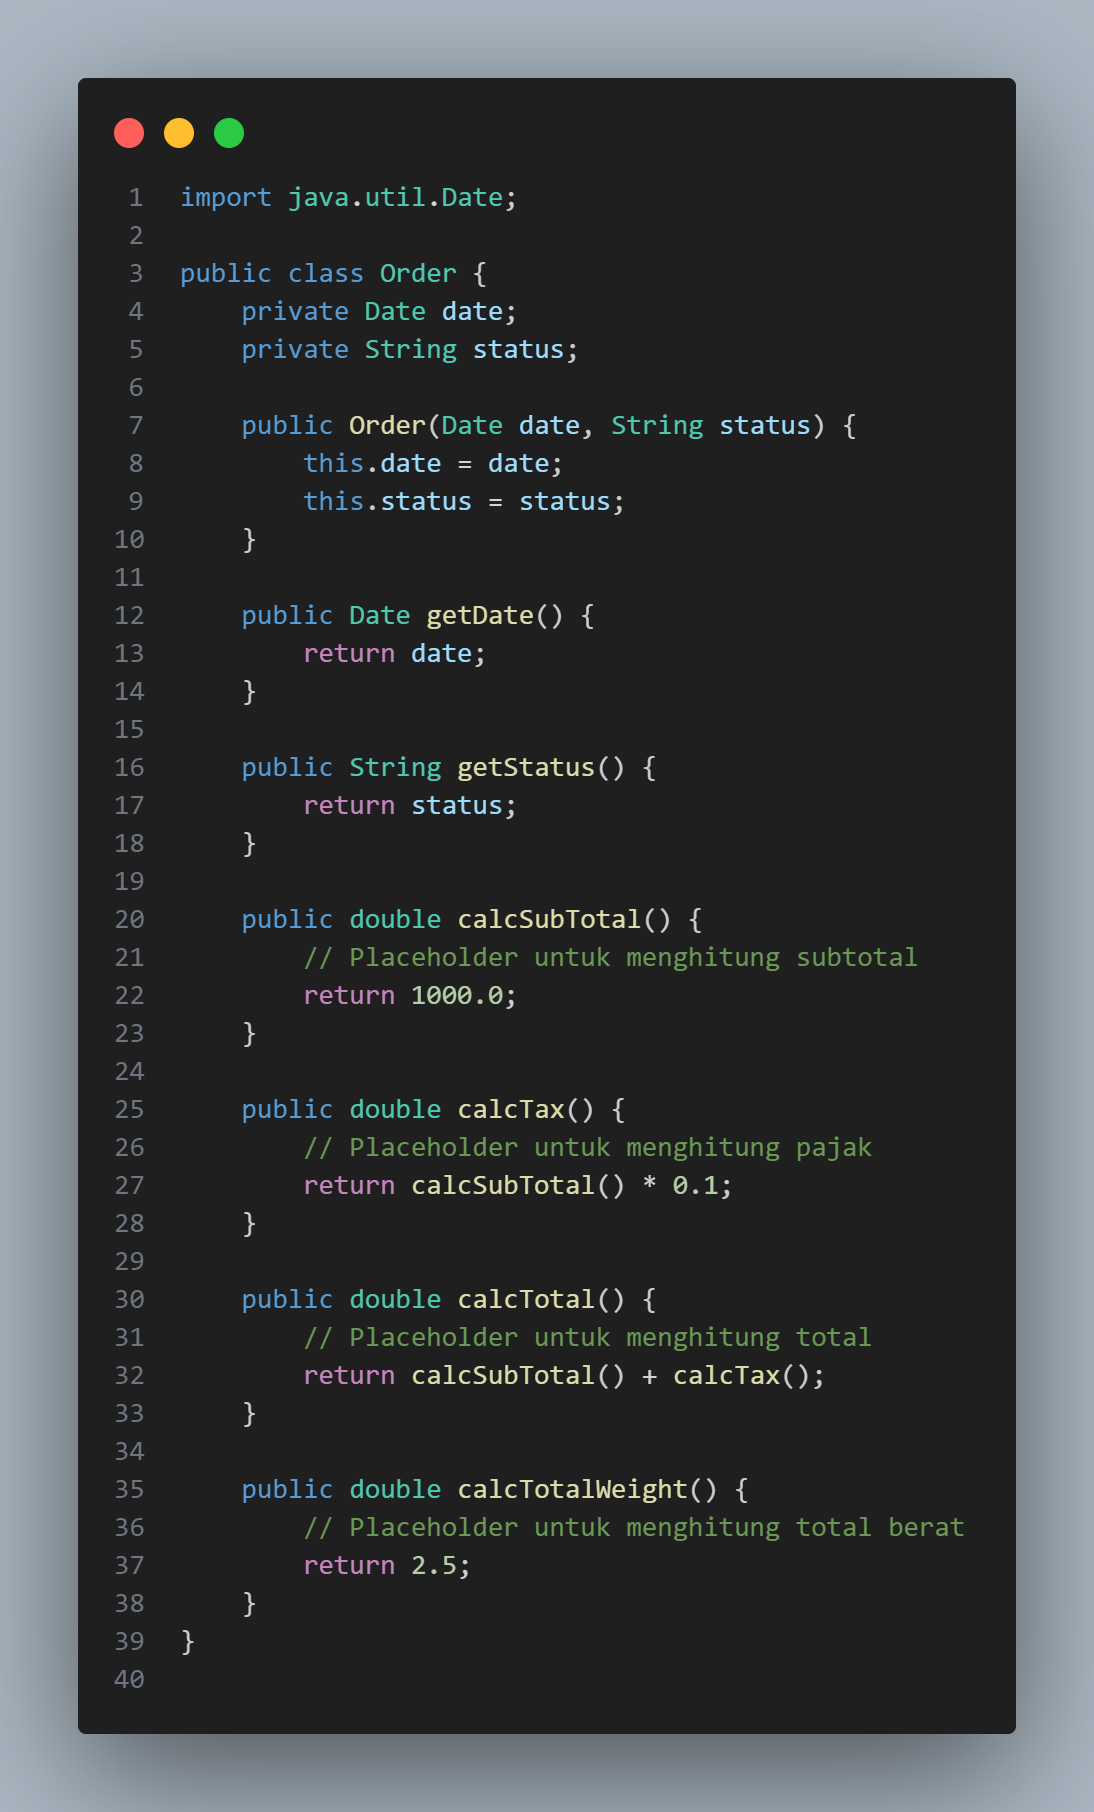 1 import java.util.Date;
2
3 public class Order {
4     private Date date;
5     private String status;
6
7     public Order(Date date, String status) {
8         this.date = date;
9         this.status = status;
10     }
11
12     public Date getDate() {
13         return date;
14     }
15
16     public String getStatus() {
17         return status;
18     }
19
20     public double calcSubTotal() {
21         // Placeholder untuk menghitung subtotal
22         return 1000.0;
23     }
24
25     public double calcTax() {
26         // Placeholder untuk menghitung pajak
27         return calcSubTotal() * 0.1;
28     }
29
30     public double calcTotal() {
31         // Placeholder untuk menghitung total
32         return calcSubTotal() + calcTax();
33     }
34
35     public double calcTotalWeight() {
36         // Placeholder untuk menghitung total berat
37         return 2.5;
38     }
39 }
40